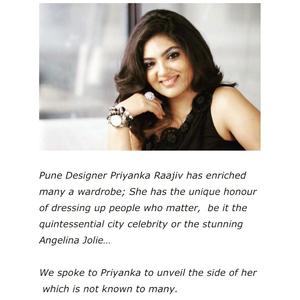 Pune Designer Priyanka Raajiv has enriched
many a wardrobe; She has the unique honour
of dressing up people who matter, be it the
quintessential city celebrity or the stunning
Angelina Jolie...
We spoke to Priyanka to unveil the side of her
which is not known to many.